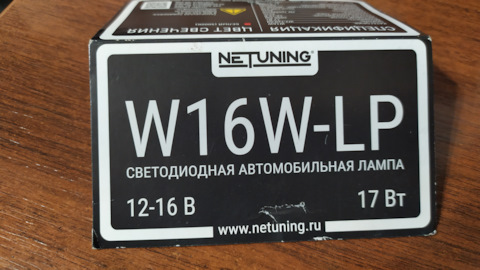 ЦВЕТ СВЕЧЕНИЯ
СПЕЦИФИКАЦИЯ
NETUNING®
W16W-LP
СВЕТОДИОДНАЯ АВТОМОБИЛЬНАЯ ЛАМПА
12-16 В
17 Вт
www.netuning.ru